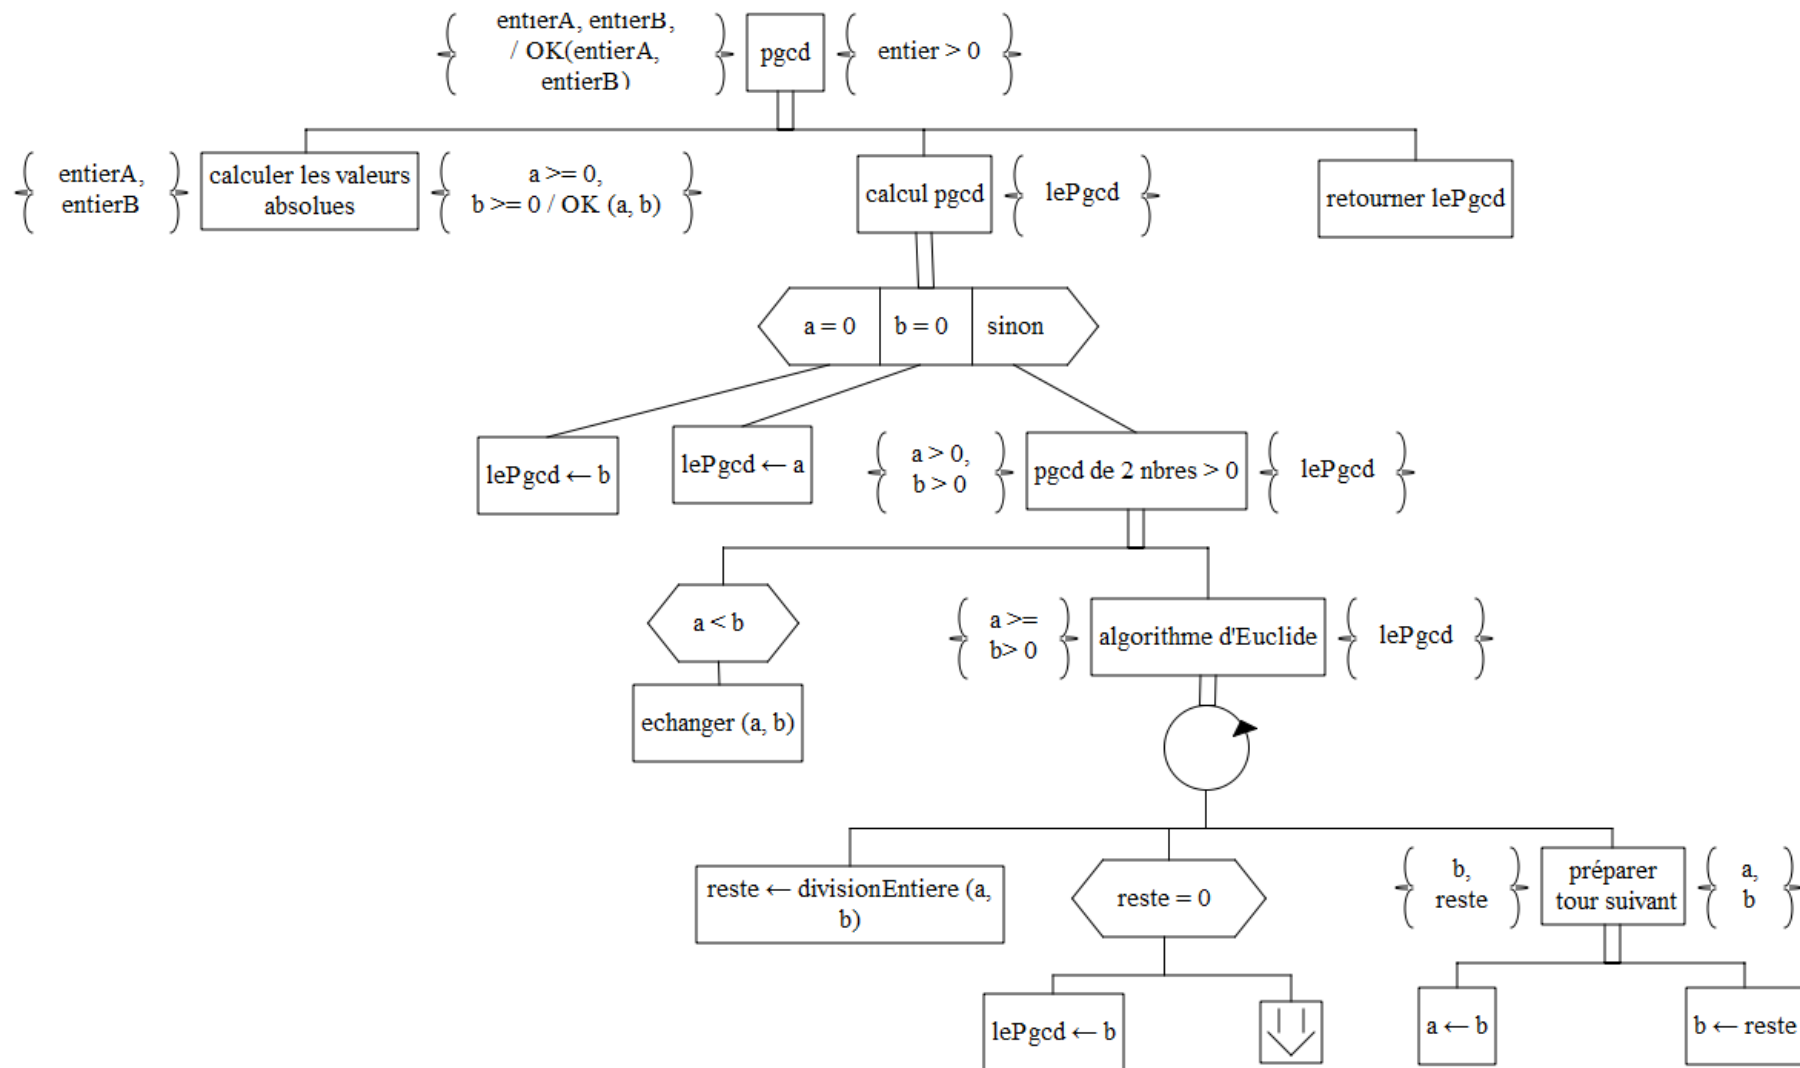 entierA, entierB,
/ OK(entierA,
entierB)
pgcd
entier > 0
entierA,
entierB
calculer les valeurs
absolues
a >= 0,
b >= 0 / OK (a, b)
calcul pgcd
lePgcd
retourner lePgcd
a = 0
b = 0
sinon
lePgcd ← b
lePgcd ← a
a > 0,
b > 0
pgcd de 2 nbres > 0
lePgcd
a < b
a >=
b> 0
algorithme d'Euclide
lePgcd
echanger (a, b)
reste ← divisionEntiere (a,
b)
reste = 0
b,
reste
préparer
tour suivant
a,
b
lePgcd ← b
a ← b
b ← reste